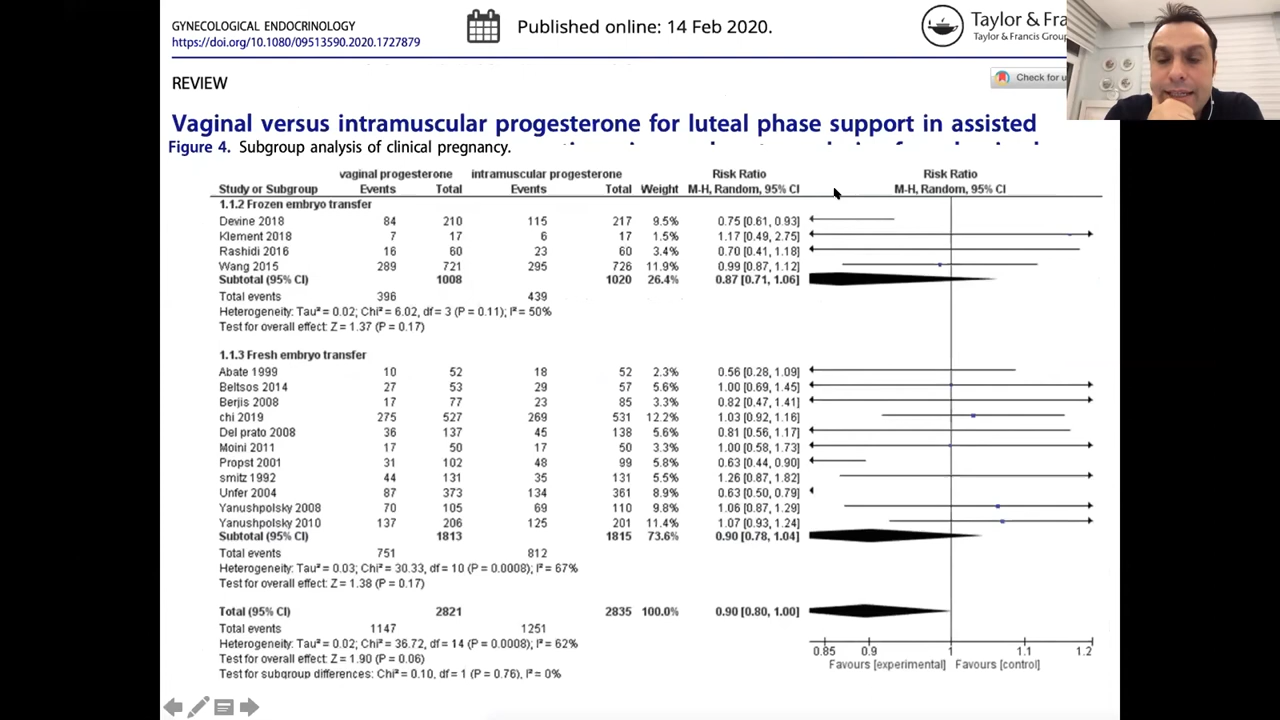 GYNECOLOGICAL ENDOCRINOLOGY
https://doi.org/10.1080/09513590.2020.1727879
Published online: 14 Feb 2020.
Taylor &
Taylor & Francis Group
REVIEW
Check for
Vaginal versus intramuscular progesterone for luteal phase support in assisted
Figure 4. Subgroup analysis of clinical pregnancy.
vaginal progesterone intramuscular progesterone Risk Ratio Risk Ratio
Study or Subgroup Events Total Events Total Weight M-H, Random, 95% CI M-H, Random, 95% CI
1.1.2 Frozen embryo transfer
Devine 2018 84 210 115 217 9.5% 0.75 [0.61, 0.93]
Klement 2018 7 17 6 17 1.5% 1.17 [0.49, 2.75]
Rashidi 2016 16 60 23 60 3.4% 0.70 [0.41, 1.18]
Wang 2015 289 721 295 726 11.9% 0.99 [0.87, 1.12]
Subtotal (95% CI) 1008 1020 26.4% 0.87 [0.71, 1.06]
Total events 396 439
Heterogeneity: Tau² = 0.02; Chi² = 6.02, df = 3 (P = 0.11); I² = 50%
Test for overall effect: Z = 1.37 (P = 0.17)
1.1.3 Fresh embryo transfer
Abate 1999 10 52 18 52 2.3% 0.56 [0.28, 1.09]
Beltsos 2014 27 53 29 57 5.6% 1.00 [0.69, 1.45]
Berjis 2008 17 77 23 85 3.3% 0.82 [0.47, 1.41]
chi 2019 275 527 269 531 12.2% 1.03 [0.92, 1.16]
Del prato 2008 36 137 45 138 5.6% 0.81 [0.56, 1.17]
Moini 2011 17 50 17 50 3.3% 1.00 [0.58, 1.73]
Propst 2001 31 102 48 99 5.8% 0.63 [0.44, 0.90]
smitz 1992 44 131 35 131 5.5% 1.26 [0.87, 1.82]
Unfer 2004 87 373 134 361 8.9% 0.63 [0.50, 0.79]
Yanushpolsky 2008 70 105 69 110 9.8% 1.06 [0.87, 1.29]
Yanushpolsky 2010 137 206 125 201 11.4% 1.07 [0.93, 1.24]
Subtotal (95% CI) 1813 1815 73.6% 0.90 [0.78, 1.04]
Total events 751 812
Heterogeneity: Tau² = 0.03; Chi² = 30.33, df = 10 (P = 0.0008); I² = 67%
Test for overall effect: Z = 1.38 (P = 0.17)
Total (95% CI) 2821 2835 100.0% 0.90 [0.80, 1.00]
Total events 1147 1251
Heterogeneity: Tau² = 0.02; Chi² = 36.72, df = 14 (P = 0.0008); I² = 62%
Test for overall effect: Z = 1.90 (P = 0.06)
Test for subgroup differences: Chi² = 0.10, df = 1 (P = 0.76), I² = 0%
0.85 0.9 1 1.1 1.2
Favours [experimental] Favours [control]